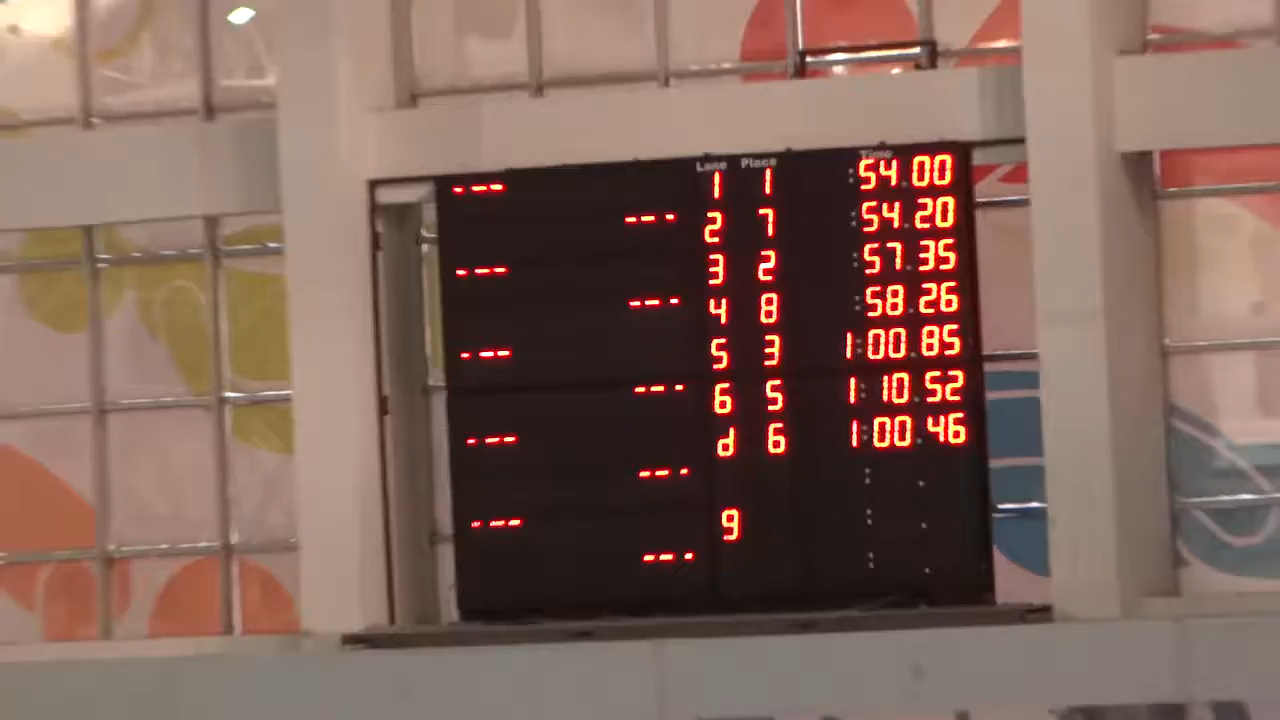 Lane Place Time
--- 1 1 :54.00
--- 2 7 :54.20
--- 3 2 :57.35
--- 4 8 :58.26
--- 5 3 1:00.85
--- 6 5 1:10.52
--- d 6 1:00.46
--- : .
--- 9 : .
--- : .